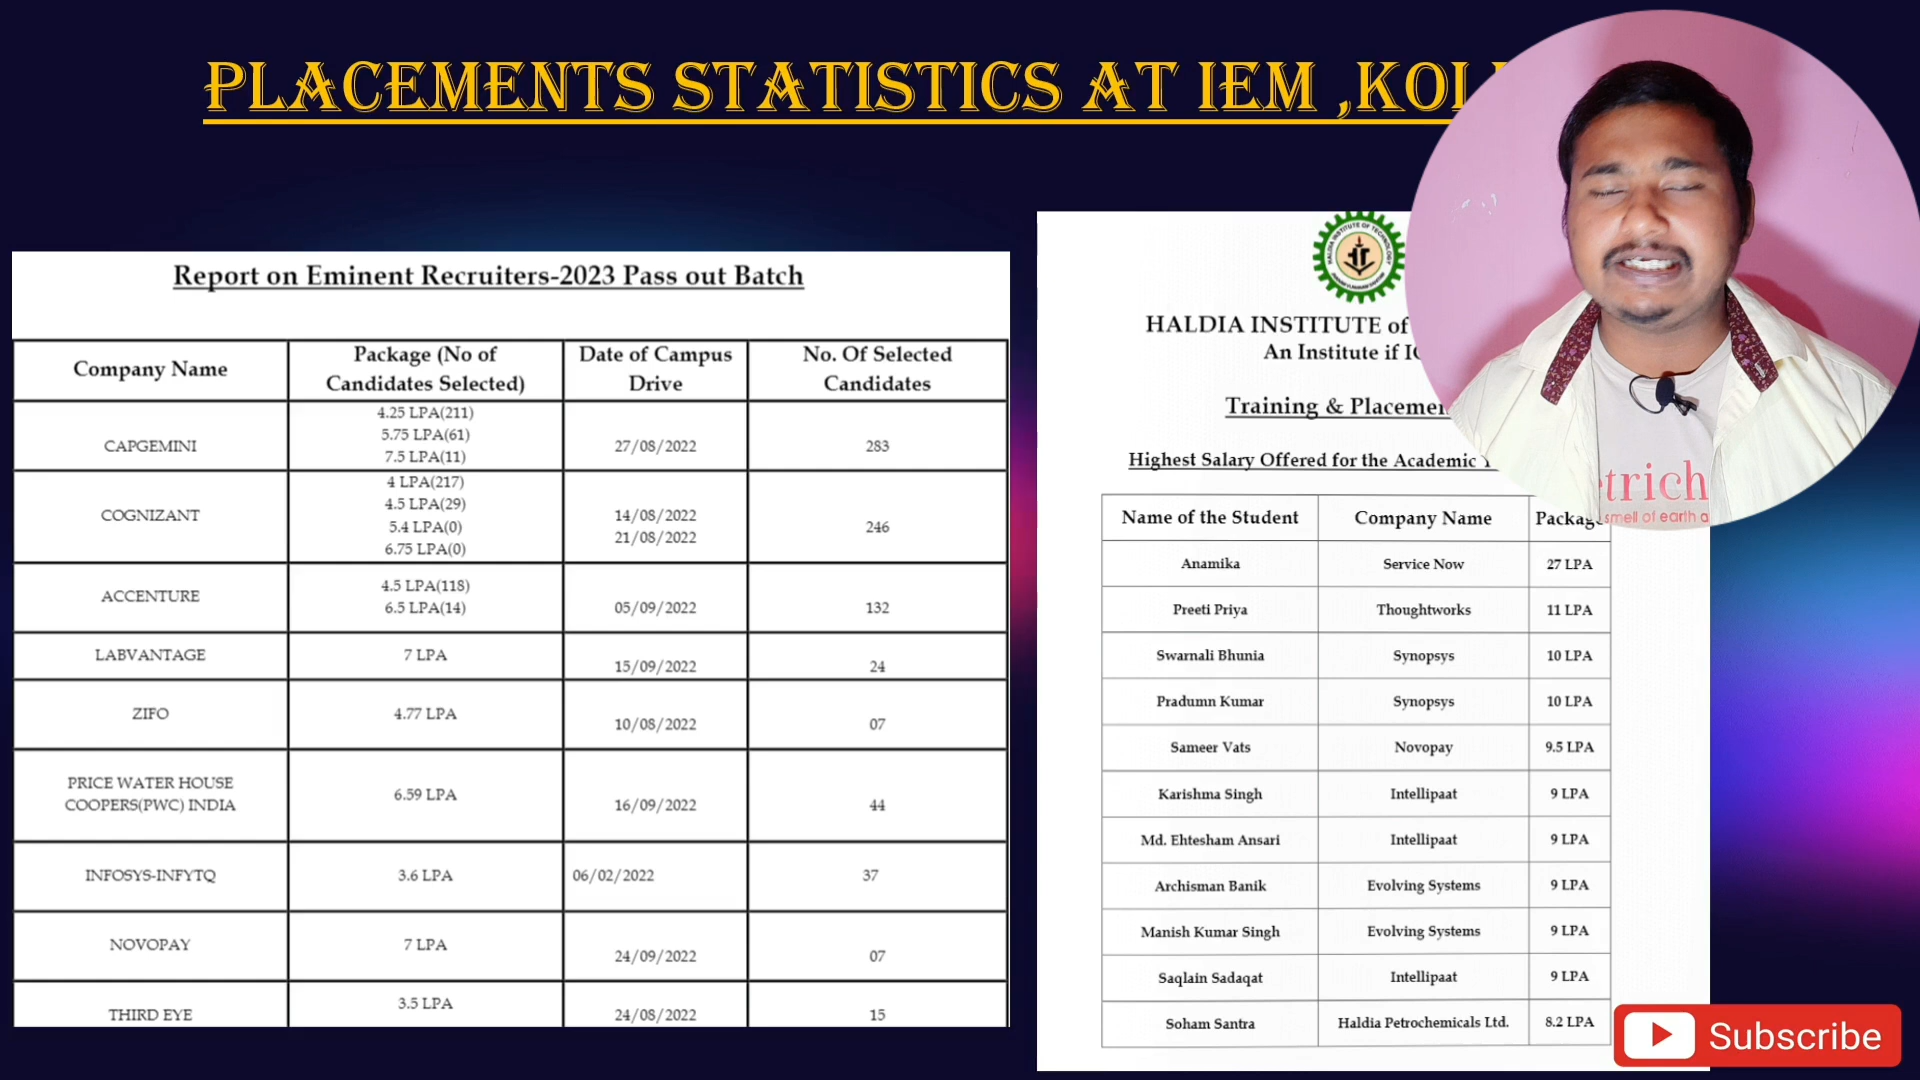 PLACEMENTS STATISTICS AT IEM ,KOL
Report on Eminent Recruiters-2023 Pass out Batch
Company Name
Package (No of Candidates Selected)
Date of Campus Drive
No. Of Selected Candidates
CAPGEMINI
4.25 LPA(211)
5.75 LPA(61)
7.5 LPA(11)
27/08/2022
283
COGNIZANT
4 LPA(217)
4.5 LPA(29)
5.4 LPA(0)
6.75 LPA(0)
14/08/2022
21/08/2022
246
ACCENTURE
4.5 LPA(118)
6.5 LPA(14)
05/09/2022
132
LABVANTAGE
7 LPA
15/09/2022
24
ZIFO
4.77 LPA
10/08/2022
07
PRICE WATER HOUSE
COOPERS(PWC) INDIA
6.59 LPA
16/09/2022
44
INFOSYS-INFYTQ
3.6 LPA
06/02/2022
37
NOVOPAY
7 LPA
24/09/2022
07
THIRD EYE
3.5 LPA
24/08/2022
15
HALDIA INSTITUTE OF TECHNOLOGY
HALDIA INSTITUTE of
An Institute if
Training &
Highest Salary Offered for the Academic
Name of the Student Company Name Package
Anamika Service Now 27 LPA
Preeti Priya Thoughtworks 11 LPA
Swarnali Bhunia Synopsys 10 LPA
Pradumn Kumar Synopsys 10 LPA
Sameer Vats Novopay 9.5 LPA
Karishma Singh Intellipaat 9 LPA
Md. Ehtesham Ansari Intellipaat 9 LPA
Archisman Banik Evolving Systems 9 LPA
Manish Kumar Singh Evolving Systems 9 LPA
Saqlain Sadaqat Intellipaat 9 LPA
Soham Santra Haldia Petrochemicals Ltd. 8.2 LPA
etrich
smell of earth a
Subscribe